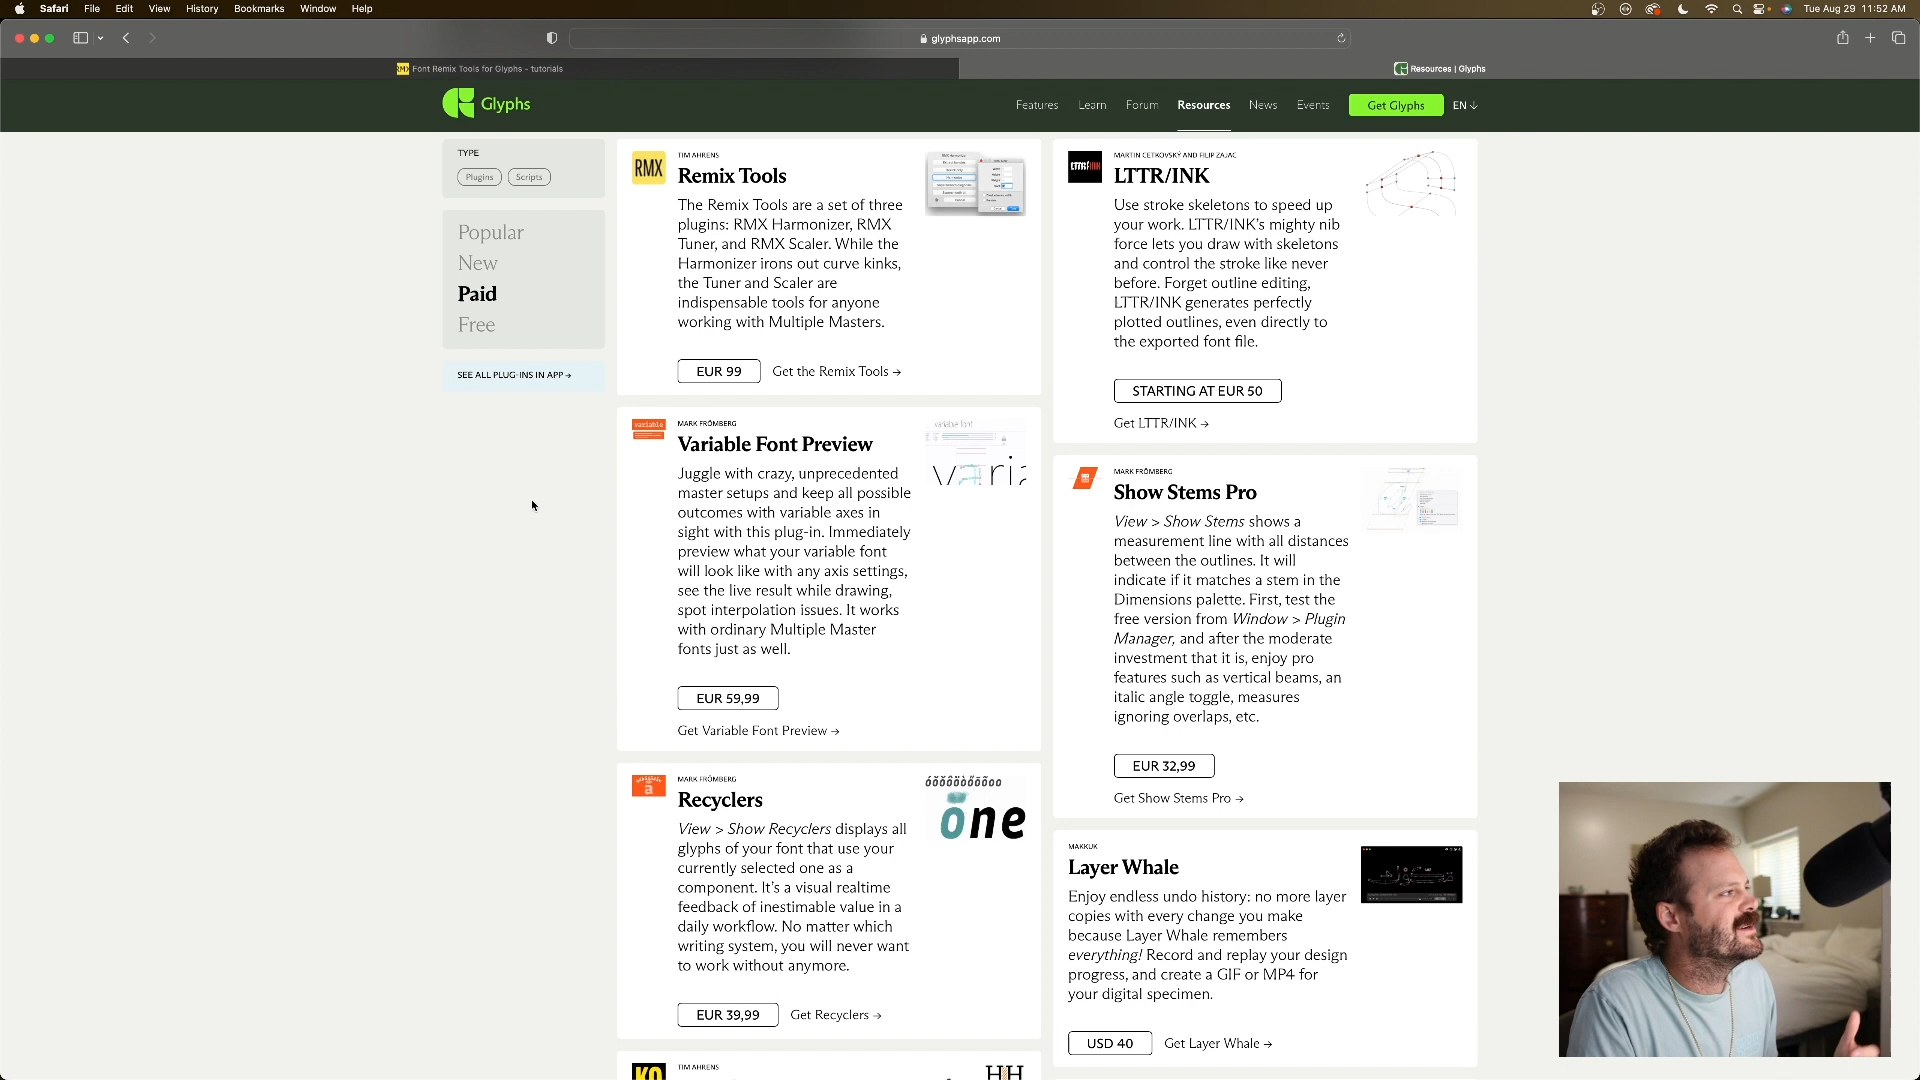 Safari File Edit View History Bookmarks Window Help
Tue Aug 29 11:52 AM
glyphsapp.com
RMX Font Remix Tools for Glyphs - tutorials
Resources | Glyphs
Glyphs
Features Learn Forum Resources News Events Get Glyphs EN ↓
TYPE
Plugins Scripts
Popular
New
Paid
Free
SEE ALL PLUG-INS IN APP →
RMX
TIM AHRENS
Remix Tools
The Remix Tools are a set of three
plugins: RMX Harmonizer, RMX
Tuner, and RMX Scaler. While the
Harmonizer irons out curve kinks,
the Tuner and Scaler are
indispensable tools for anyone
working with Multiple Masters.
EUR 99 Get the Remix Tools →
LTTR/INK
MARTIN CETKOVSKÝ AND FILIP ZAJAC
LTTR/INK
Use stroke skeletons to speed up
your work. LTTR/INK's mighty nib
force lets you draw with skeletons
and control the stroke like never
before. Forget outline editing,
LTTR/INK generates perfectly
plotted outlines, even directly to
the exported font file.
STARTING AT EUR 50
Get LTTR/INK →
variable
MARK FRÖMBERG
Variable Font Preview
Juggle with crazy, unprecedented
master setups and keep all possible
outcomes with variable axes in
sight with this plug-in. Immediately
preview what your variable font
will look like with any axis settings,
see the live result while drawing,
spot interpolation issues. It works
with ordinary Multiple Master
fonts just as well.
EUR 59,99
Get Variable Font Preview →
variable font
MARK FRÖMBERG
Show Stems Pro
View > Show Stems shows a
measurement line with all distances
between the outlines. It will
indicate if it matches a stem in the
Dimensions palette. First, test the
free version from Window > Plugin
Manager, and after the moderate
investment that it is, enjoy pro
features such as vertical beams, an
italic angle toggle, measures
ignoring overlaps, etc.
EUR 32,99
Get Show Stems Pro →
MARK FRÖMBERG
Recyclers
View > Show Recyclers displays all
glyphs of your font that use your
currently selected one as a
component. It's a visual realtime
feedback of inestimable value in a
daily workflow. No matter which
writing system, you will never want
to work without anymore.
EUR 39,99 Get Recyclers →
MAKKUK
Layer Whale
Enjoy endless undo history: no more layer
copies with every change you make
because Layer Whale remembers
everything! Record and replay your design
progress, and create a GIF or MP4 for
your digital specimen.
USD 40 Get Layer Whale →
KO
TIM AHRENS
HH